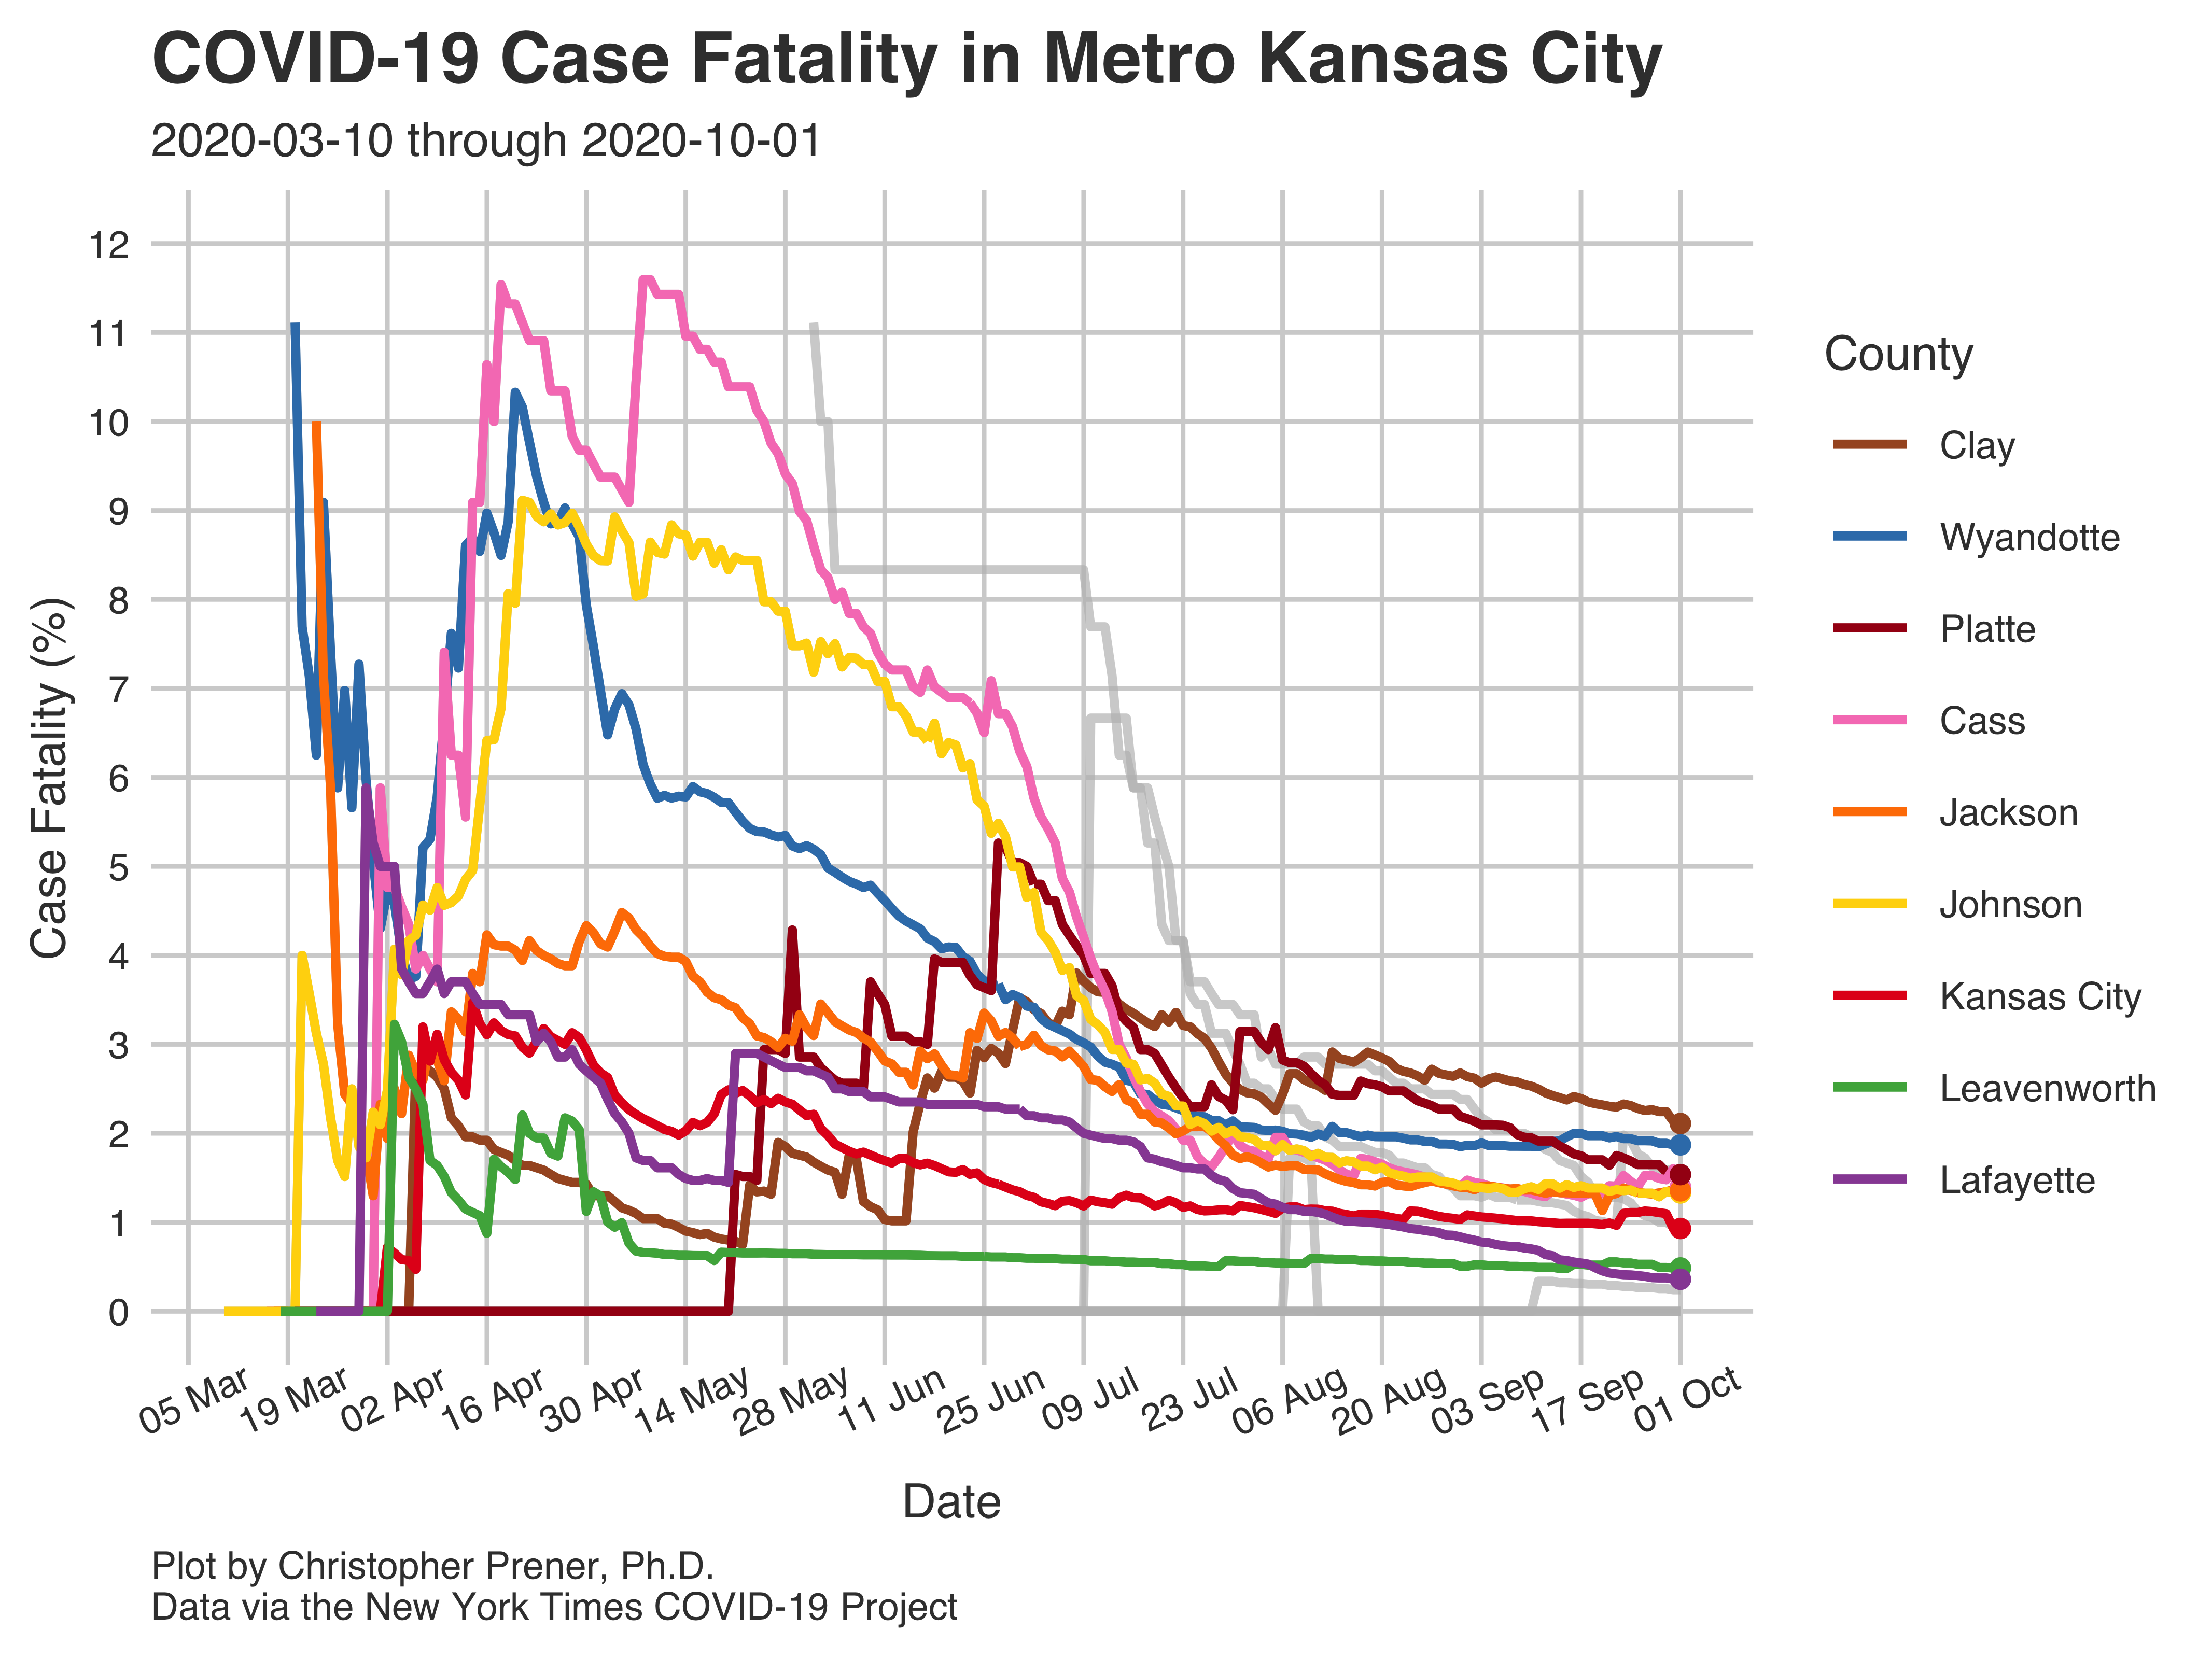 COVID-19 Case Fatality in Metro Kansas City
2020-03-10 through 2020-10-01
Case Fatality (%)
12
11
10
9
8
7
6
5
4
3
2
1
0
05 Mar
19 Mar
02 Apr
16 Apr
30 Apr
14 May
28 May
11 Jun
25 Jun
09 Jul
23 Jul
06 Aug
20 Aug
03 Sep
17 Sep
01 Oct
Date
County
Clay
Wyandotte
Platte
Cass
Jackson
Johnson
Kansas City
Leavenworth
Lafayette
Plot by Christopher Prener, Ph.D.
Data via the New York Times COVID-19 Project